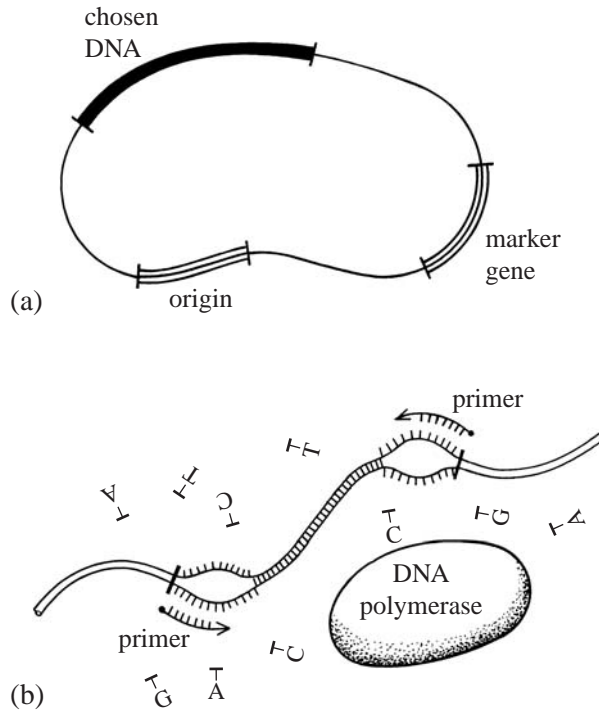 chosen
DNA
marker
gene
origin
(a)
primer
T
T
C
A
C
G
A
DNA
polymerase
primer
C
A
G
(b)